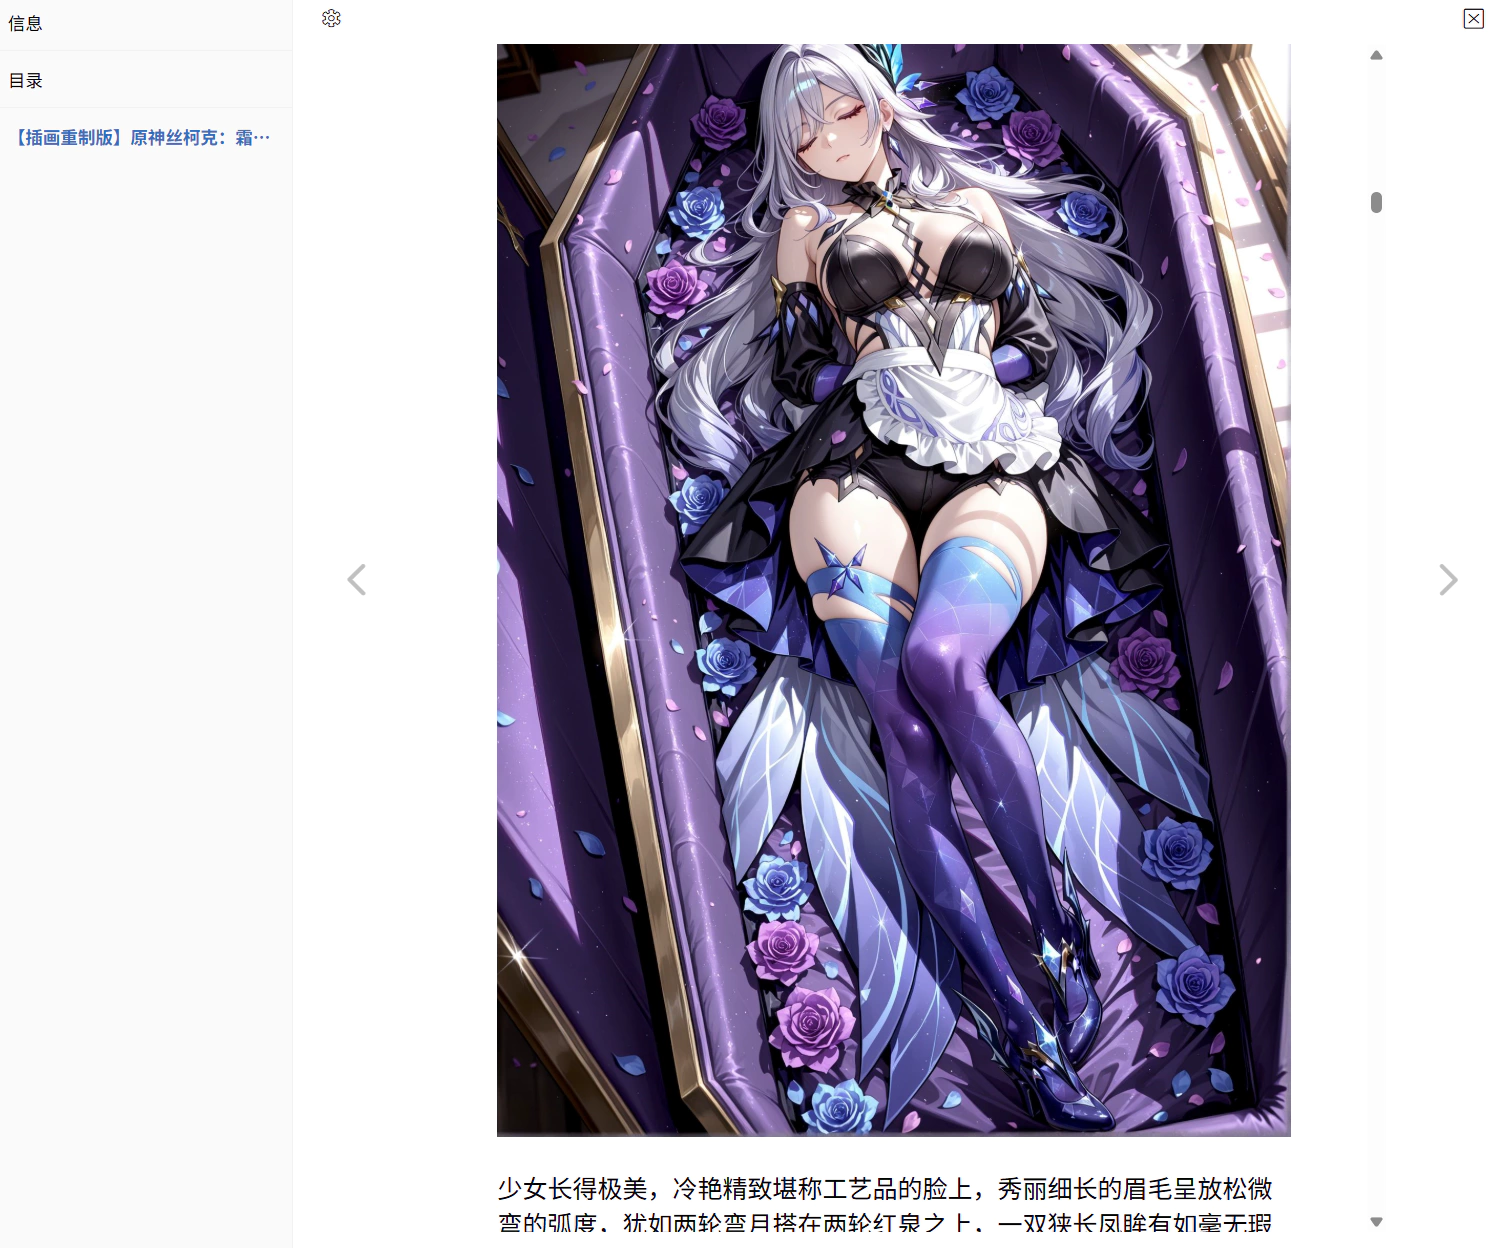 信息
目录
【插画重制版】原神丝柯克：霜…
少女长得极美，冷艳精致堪称工艺品的脸上，秀丽细长的眉毛呈放松微
弯的弧度，犹如两轮弯月搭在两轮红泉之上，一双狭长凤眸有如毫无瑕